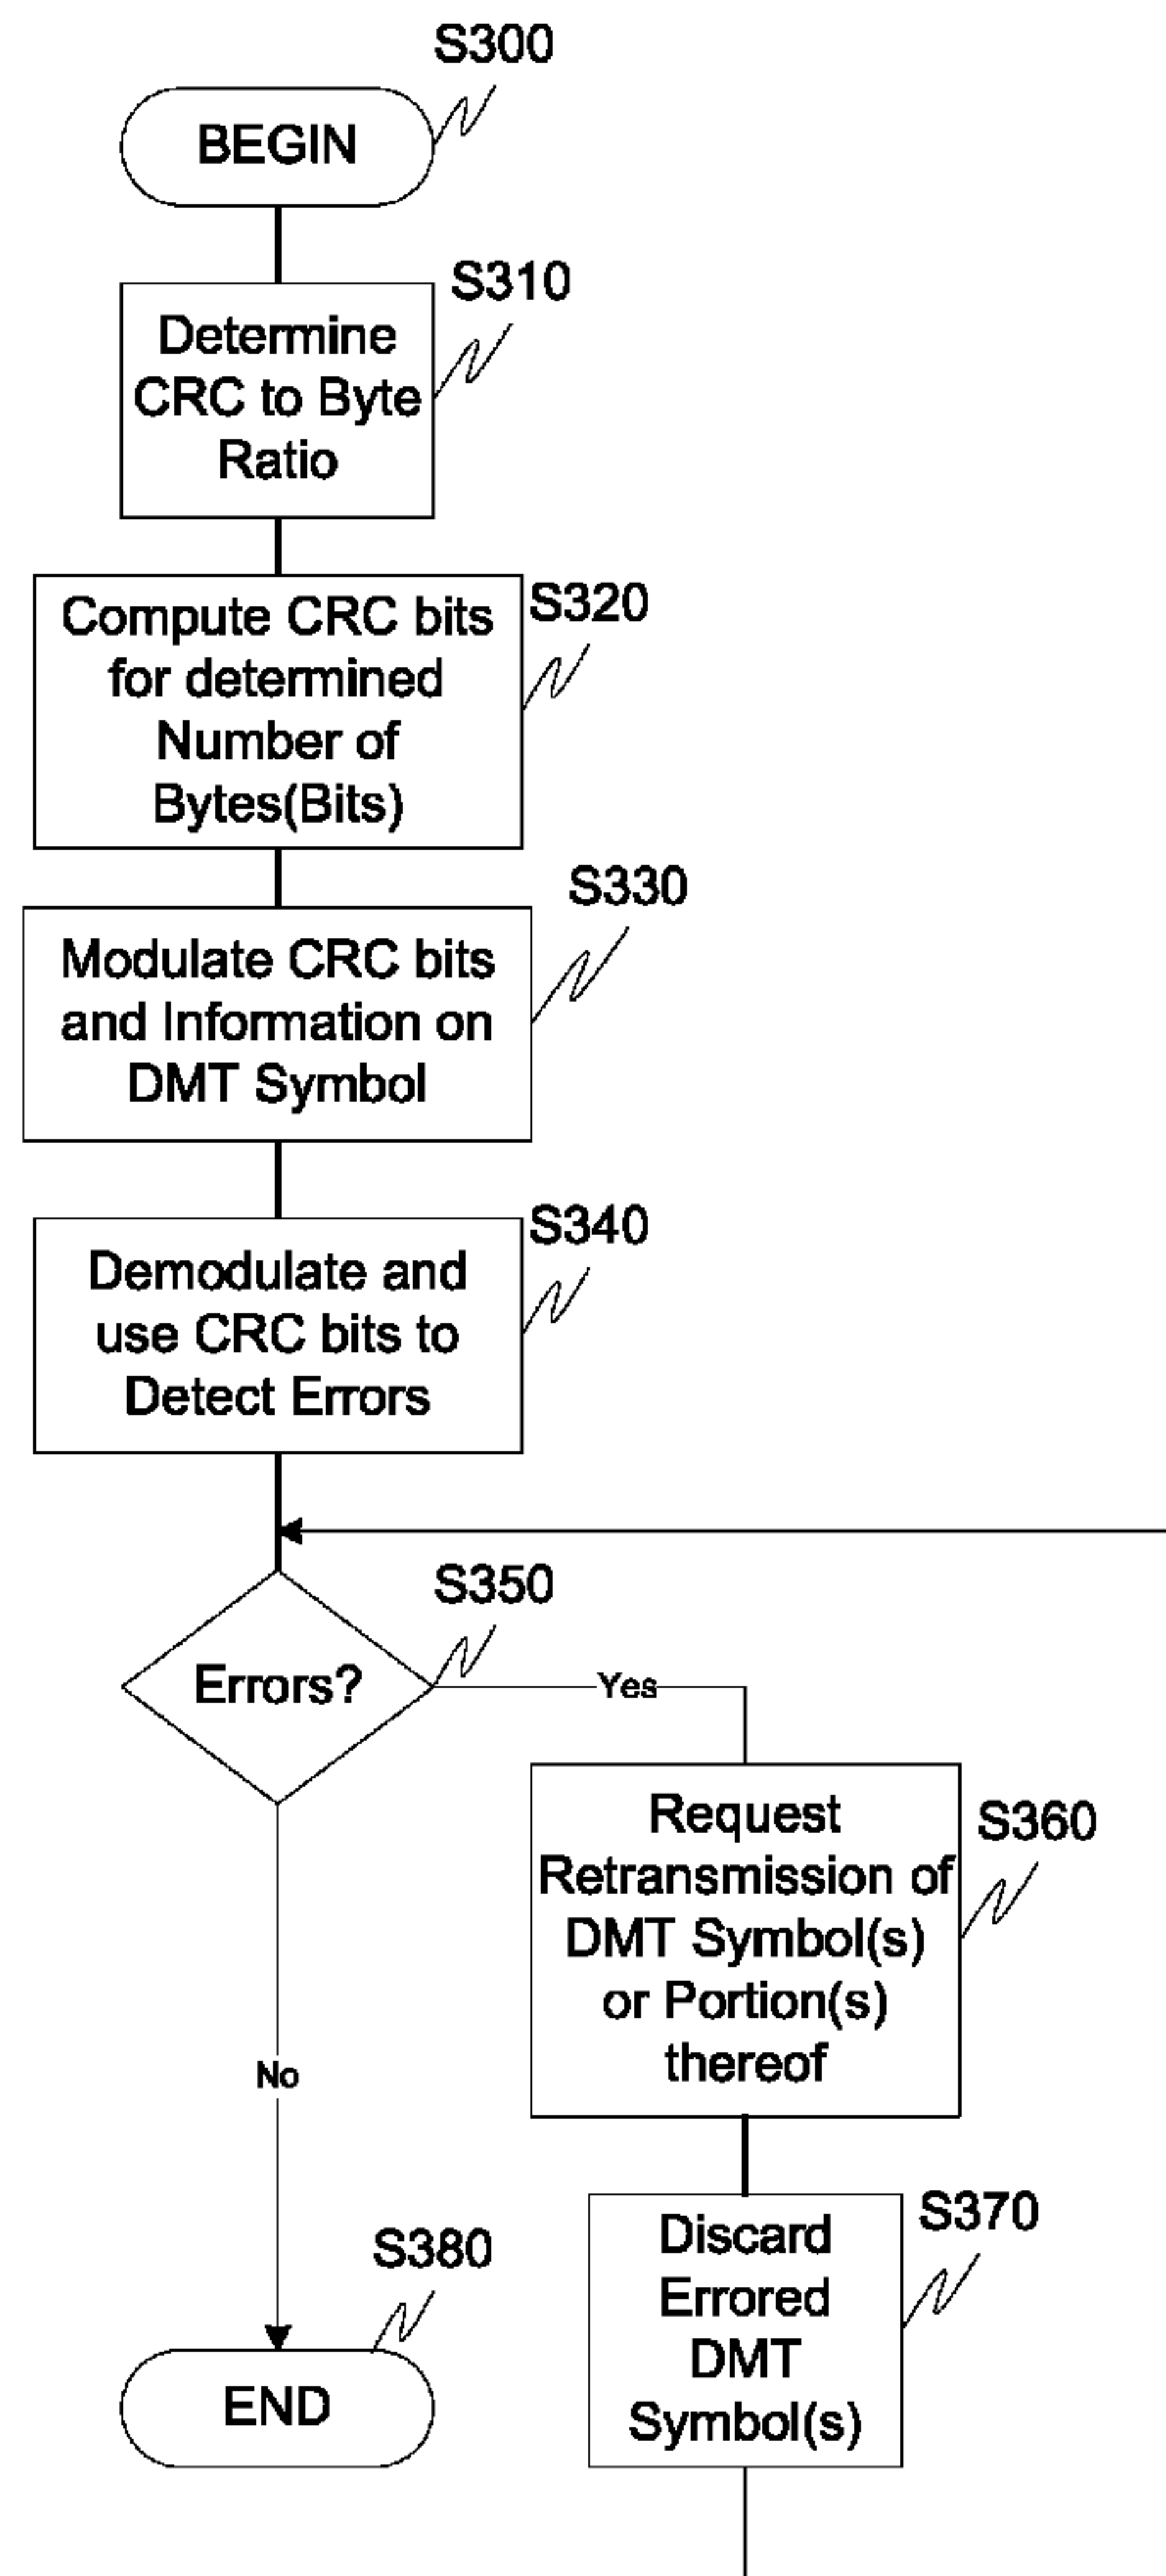 S300
BEGIN
S310
Determine
CRC to Byte
Ratio
S320
Compute CRC bits
for determined
Number of
Bytes(Bits)
S330
Modulate CRC bits
and Information on
DMT Symbol
S340
Demodulate and
use CRC bits to
Detect Errors
S350
Errors?
Yes
S360
Request
Retransmission of
DMT Symbol(s)
or Portion(s)
thereof
No
S370
Discard
Errored
DMT
Symbol(s)
S380
END